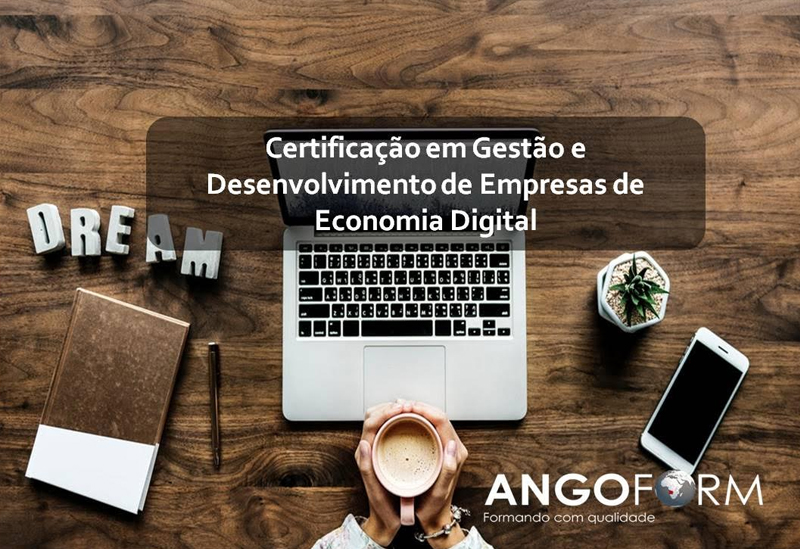 Certificação em Gestão e
Desenvolvimento de Empresas de
Economia Digital
DREAM
ANGOFORM
Formando com qualidade